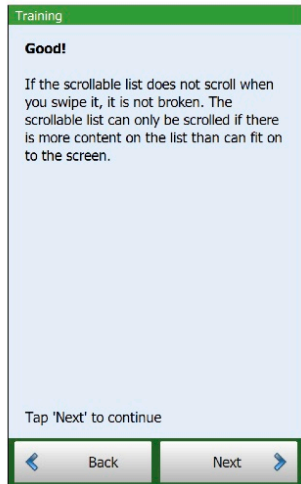 Training
Good!
If the scrollable list does not scroll when
you swipe it, it is not broken. The
scrollable list can only be scrolled if there
is more content on the list than can fit on
to the screen.
Tap 'Next' to continue
Back
Next